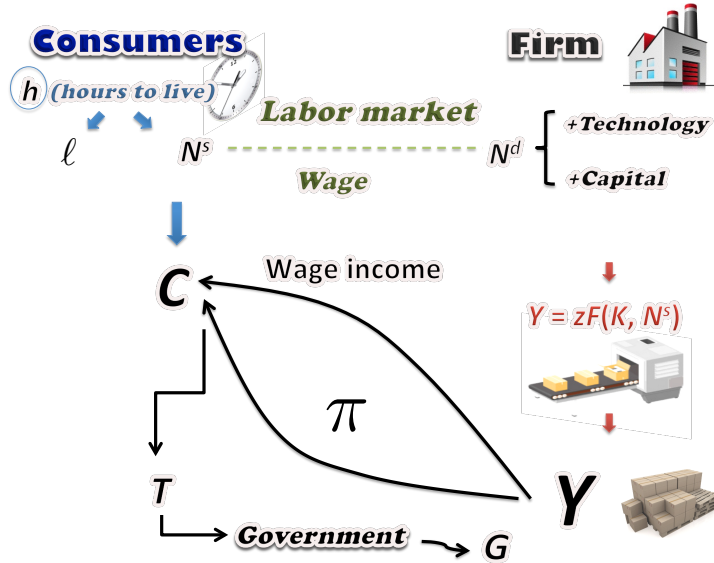 Consumers
Firm
h (hours to live)
Labor market
+Technology
ℓ
Nˢ
Nᵈ
Wage
+Capital
C
Wage income
Y = zF(K, Nˢ)
π
T
Y
Government
G